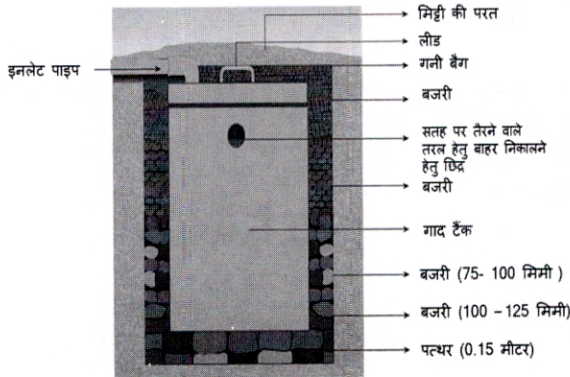 मिट्टी की परत
लीड
गनी बैग
इनलेट पाइप
बजरी
सतह पर तैरने वाले
तरल हेतु बाहर निकालने
हेतु छिद्र
बजरी
गाद टैंक
बजरी (75- 100 मिमी )
बजरी (100 – 125 मिमी)
पत्थर (0.15 मीटर)